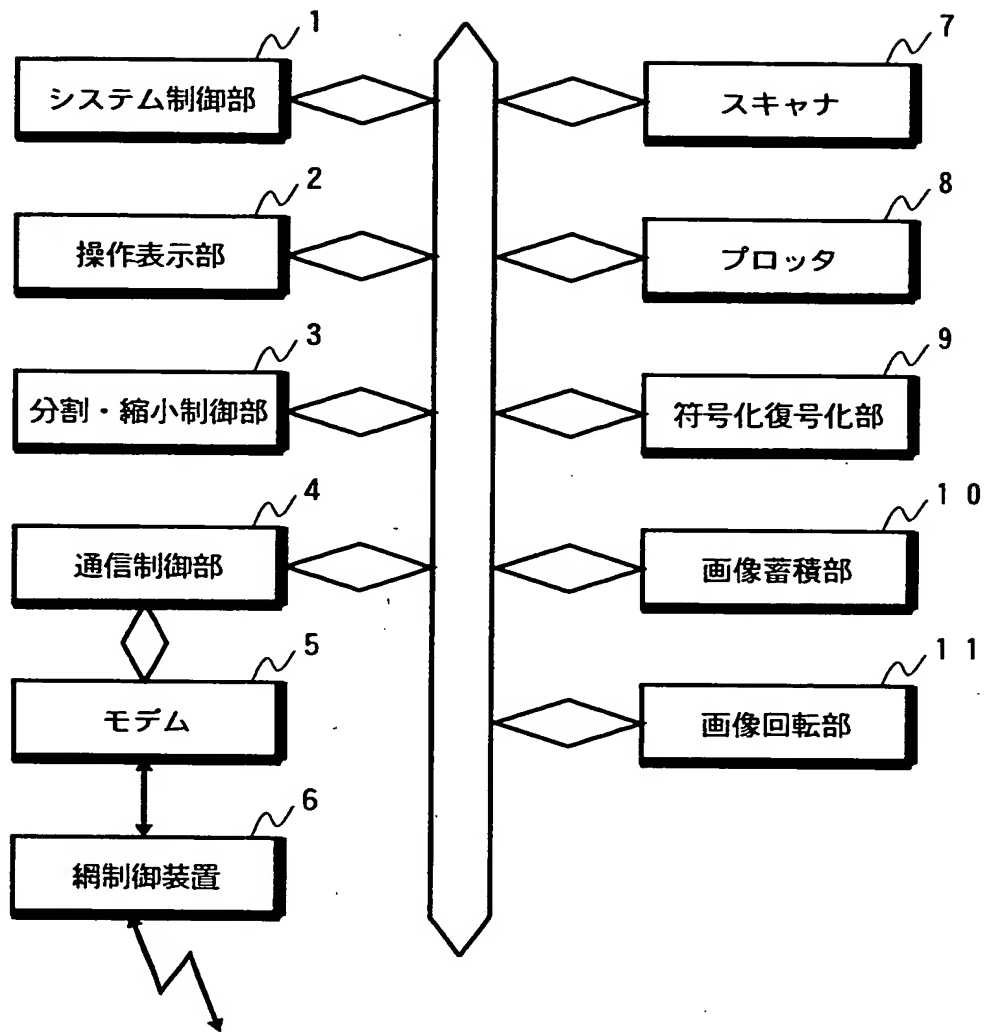 1
システム制御部
2
操作表示部
3
分割・縮小制御部
4
通信制御部
5
モデム
6
網制御装置
7
スキャナ
8
プロッタ
9
符号化復号化部
10
画像蓄積部
11
画像回転部